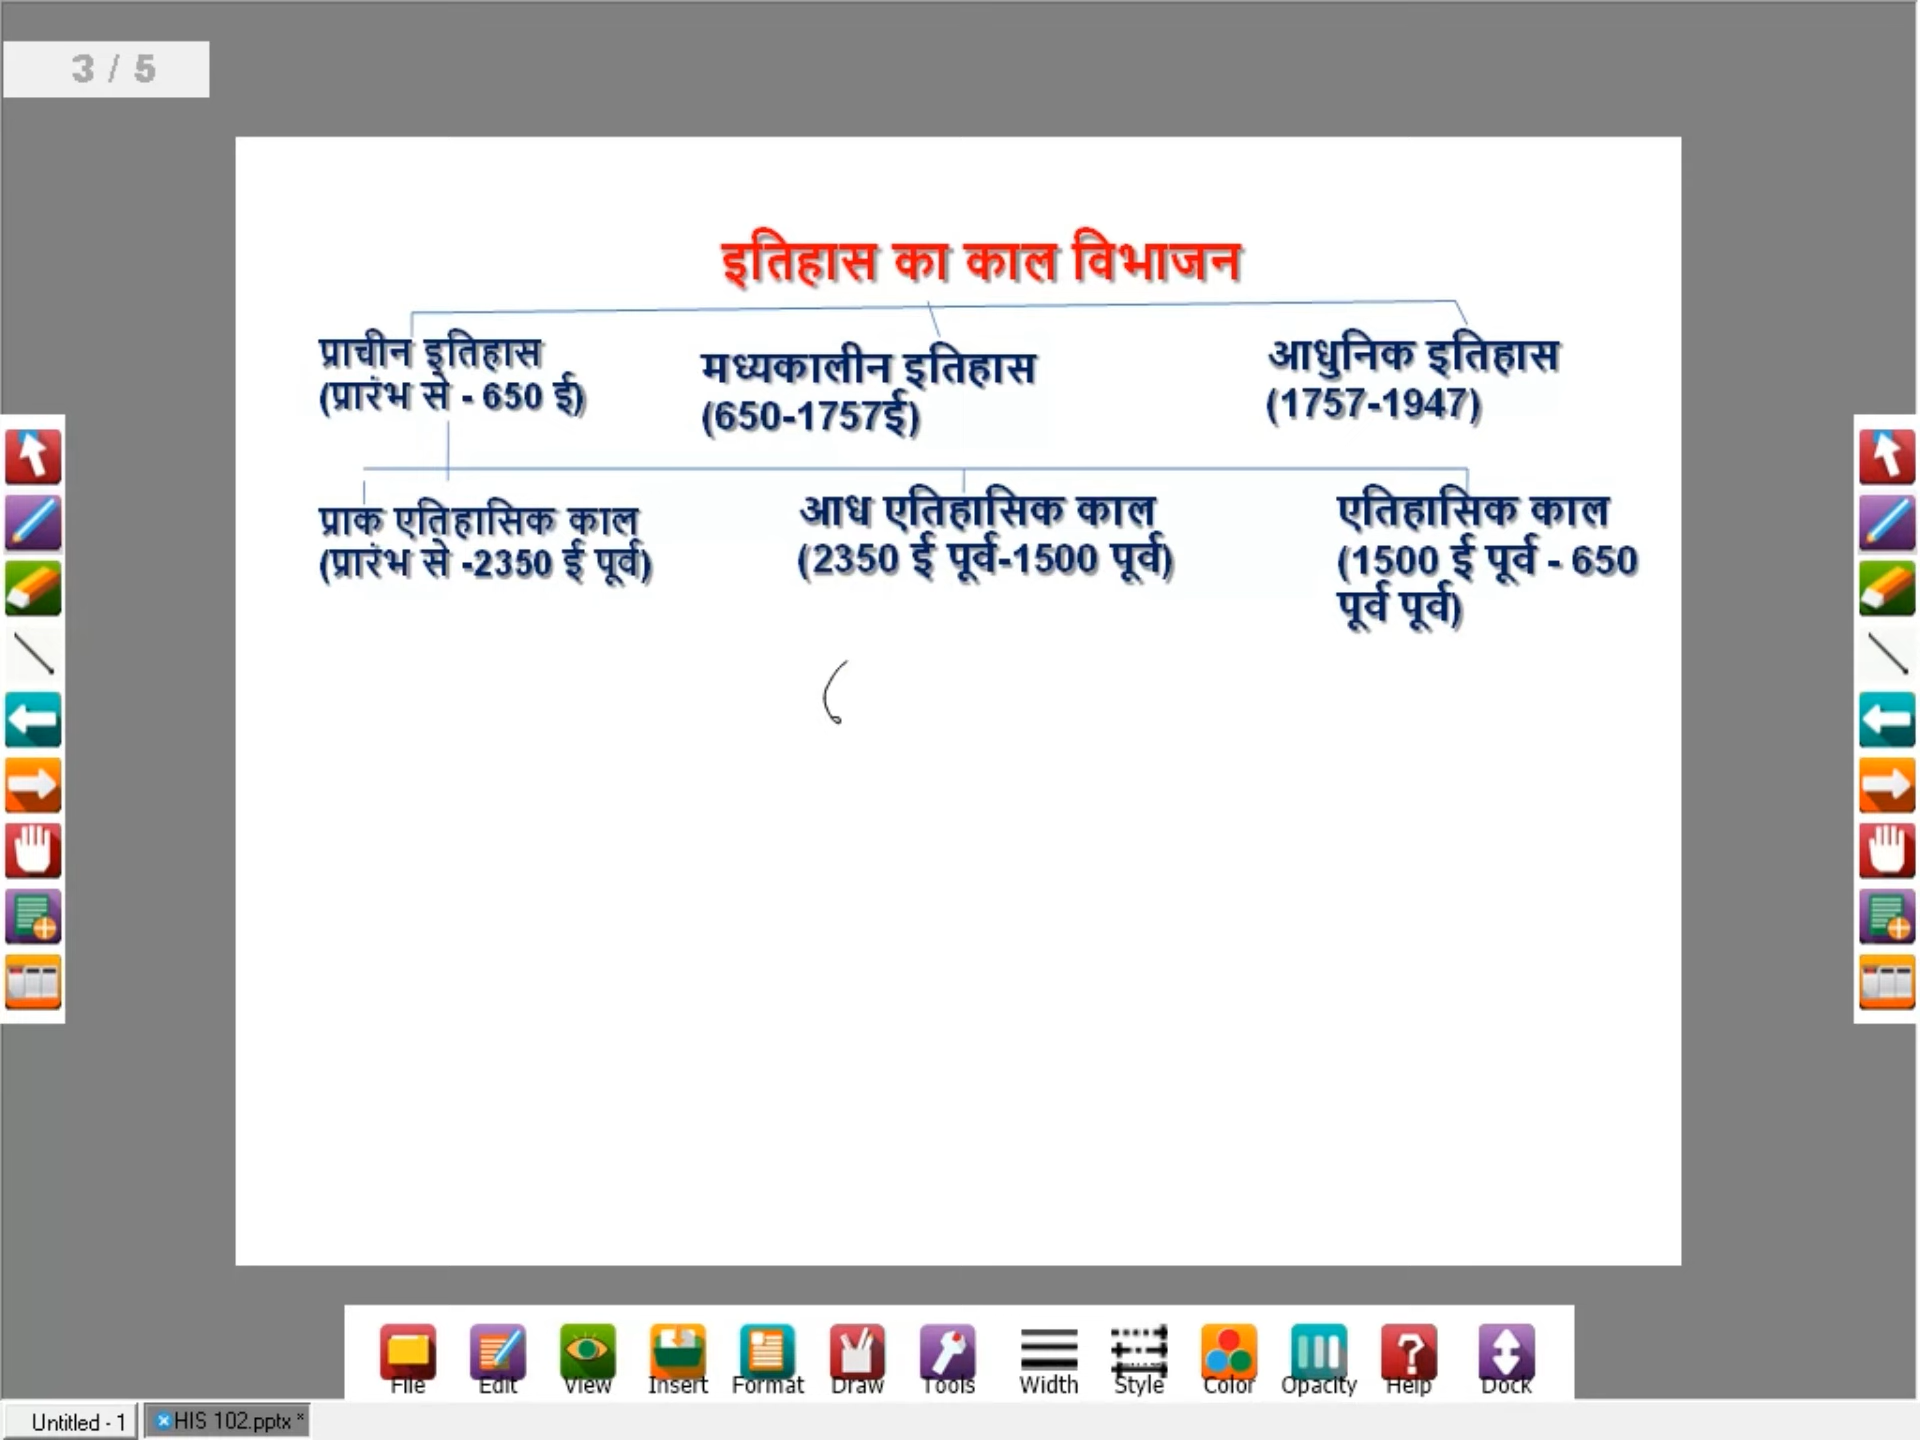 3 / 5
इतिहास का काल विभाजन
प्राचीन इतिहास
(प्रारंभ से - 650 ई)
मध्यकालीन इतिहास
(650-1757ई)
आधुनिक इतिहास
(1757-1947)
प्राक एतिहासिक काल
(प्रारंभ से -2350 ई पूर्व)
आध एतिहासिक काल
(2350 ई पूर्व-1500 पूर्व)
एतिहासिक काल
(1500 ई पूर्व - 650
पूर्व पूर्व)
File Edit View Insert Format Draw Tools Width Style Color Opacity Help Dock
Untitled - 1 HIS 102.pptx *